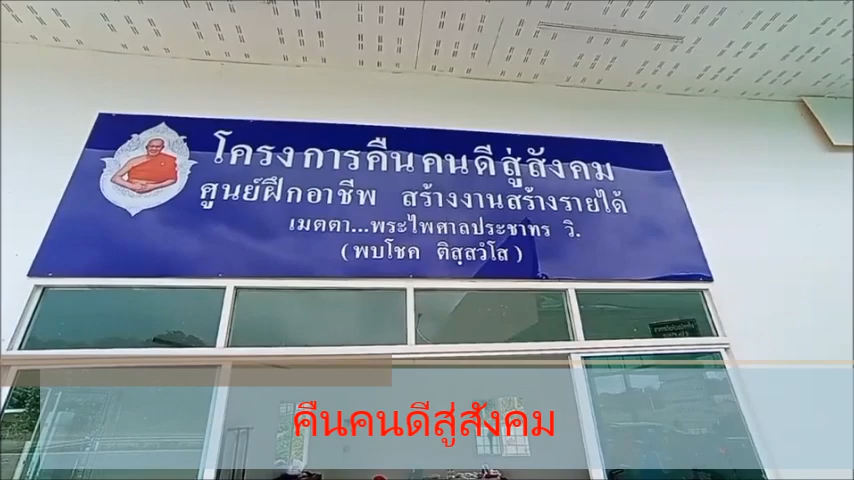 โครงการคืนคนดีสู่สังคม
ศูนย์ฝึกอาชีพ สร้างงานสร้างรายได้
เมตตา...พระไพศาลประชาทร วิ.
(พบโชค ติสฺสวํโส)
คืนคนดีสู่สังคม